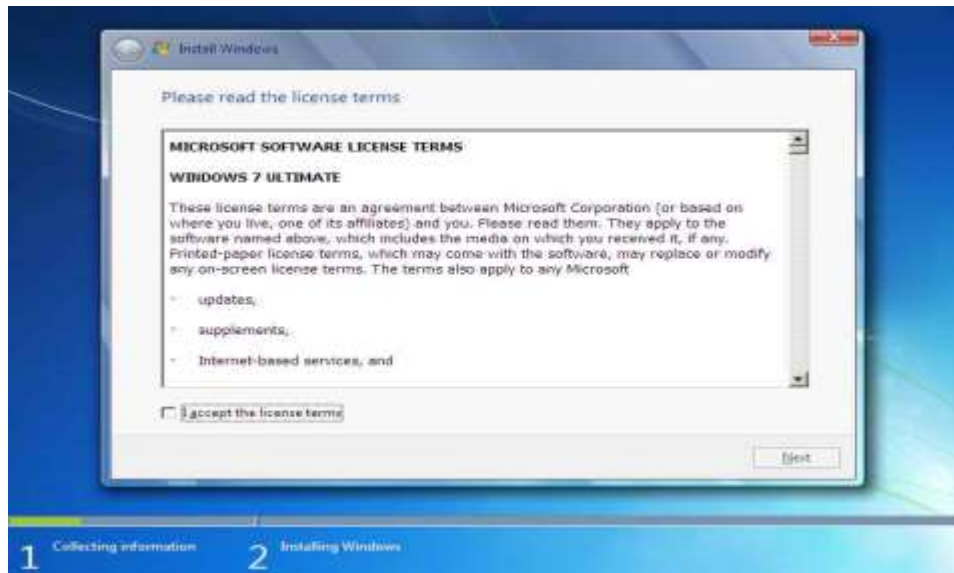 Install Windows
Please read the license terms
MICROSOFT SOFTWARE LICENSE TERMS
WINDOWS 7 ULTIMATE
These license terms are an agreement between Microsoft Corporation (or based on
where you live, one of its affiliates) and you. Please read them. They apply to the
software named above, which includes the media on which you received it, if any.
Printed-paper license terms, which may come with the software, may replace or modify
any on-screen license terms. The terms also apply to any Microsoft
- updates,
- supplements,
- Internet-based services, and
I accept the license terms
Next
1 Collecting information 2 Installing Windows